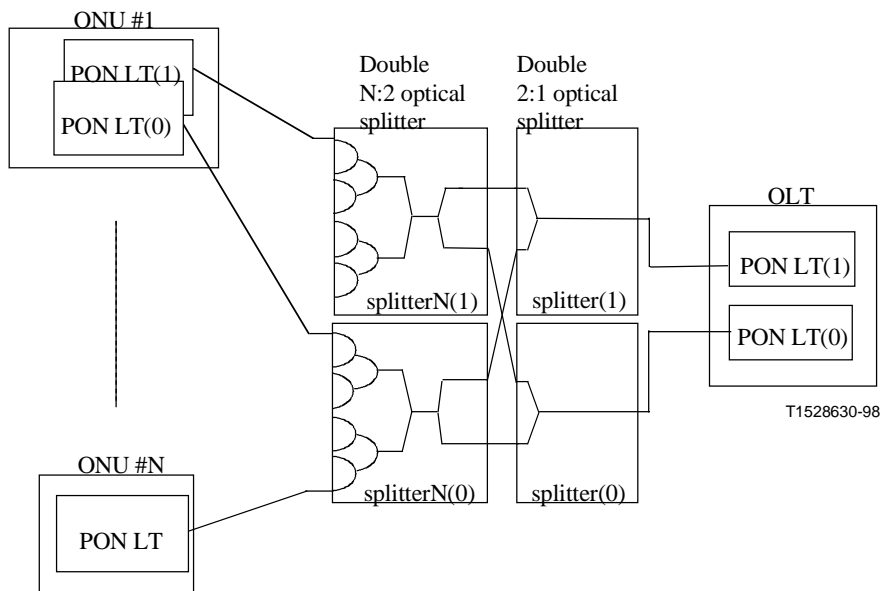 ONU #1
PON LT(1)
PON LT(0)
Double
N:2 optical
splitter
Double
2:1 optical
splitter
OLT
PON LT(1)
PON LT(0)
splitterN(1)
splitter(1)
T1528630-98
ONU #N
PON LT
splitterN(0)
splitter(0)